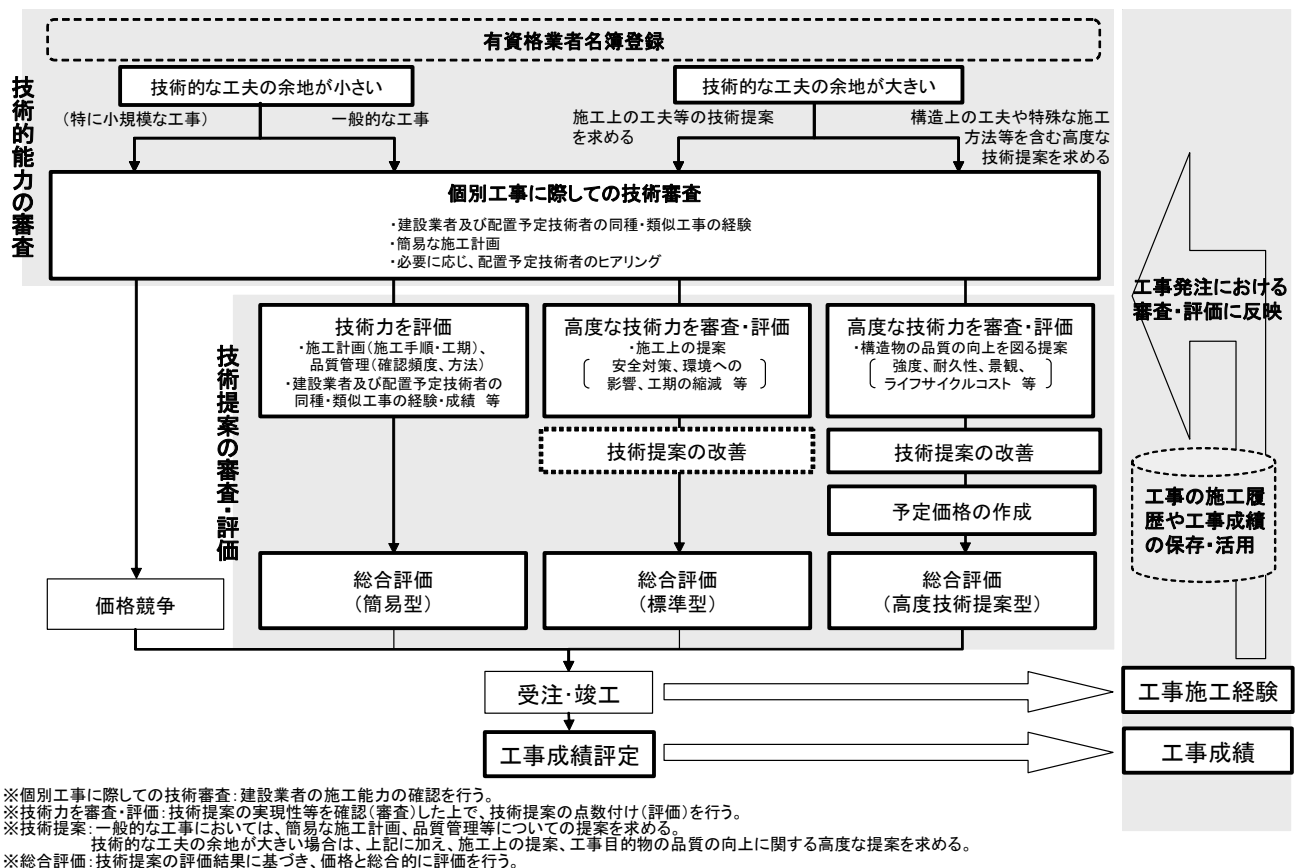 有資格業者名簿登録
技術的能力の審査
技術的な工夫の余地が小さい
技術的な工夫の余地が大きい
（特に小規模な工事）
一般的な工事
施工上の工夫等の技術提案
を求める
構造上の工夫や特殊な施工
方法等を含む高度な
技術提案を求める
個別工事に際しての技術審査
・建設業者及び配置予定技術者の同種・類似工事の経験
・簡易な施工計画
・必要に応じ、配置予定技術者のヒアリング
技術提案の審査・評価
技術力を評価
・施工計画（施工手順・工期）、
品質管理（確認頻度、方法）
・建設業者及び配置予定技術者の
同種・類似工事の経験・成績　等
高度な技術力を審査・評価
・施工上の提案
安全対策、環境への
影響、工期の縮減　等
高度な技術力を審査・評価
・構造物の品質の向上を図る提案
強度、耐久性、景観、
ライフサイクルコスト　等
技術提案の改善
技術提案の改善
予定価格の作成
価格競争
総合評価
（簡易型）
総合評価
（標準型）
総合評価
（高度技術提案型）
受注・竣工
工事成績評定
工事発注における
審査・評価に反映
工事の施工履
歴や工事成績
の保存・活用
工事施工経験
工事成績
※個別工事に際しての技術審査：建設業者の施工能力の確認を行う。
※技術力を審査・評価：技術提案の実現性等を確認（審査）した上で、技術提案の点数付け（評価）を行う。
※技術提案：一般的な工事においては、簡易な施工計画、品質管理等についての提案を求める。
技術的な工夫の余地が大きい場合は、上記に加え、施工上の提案、工事目的物の品質の向上に関する高度な提案を求める。
※総合評価：技術提案の評価結果に基づき、価格と総合的に評価を行う。